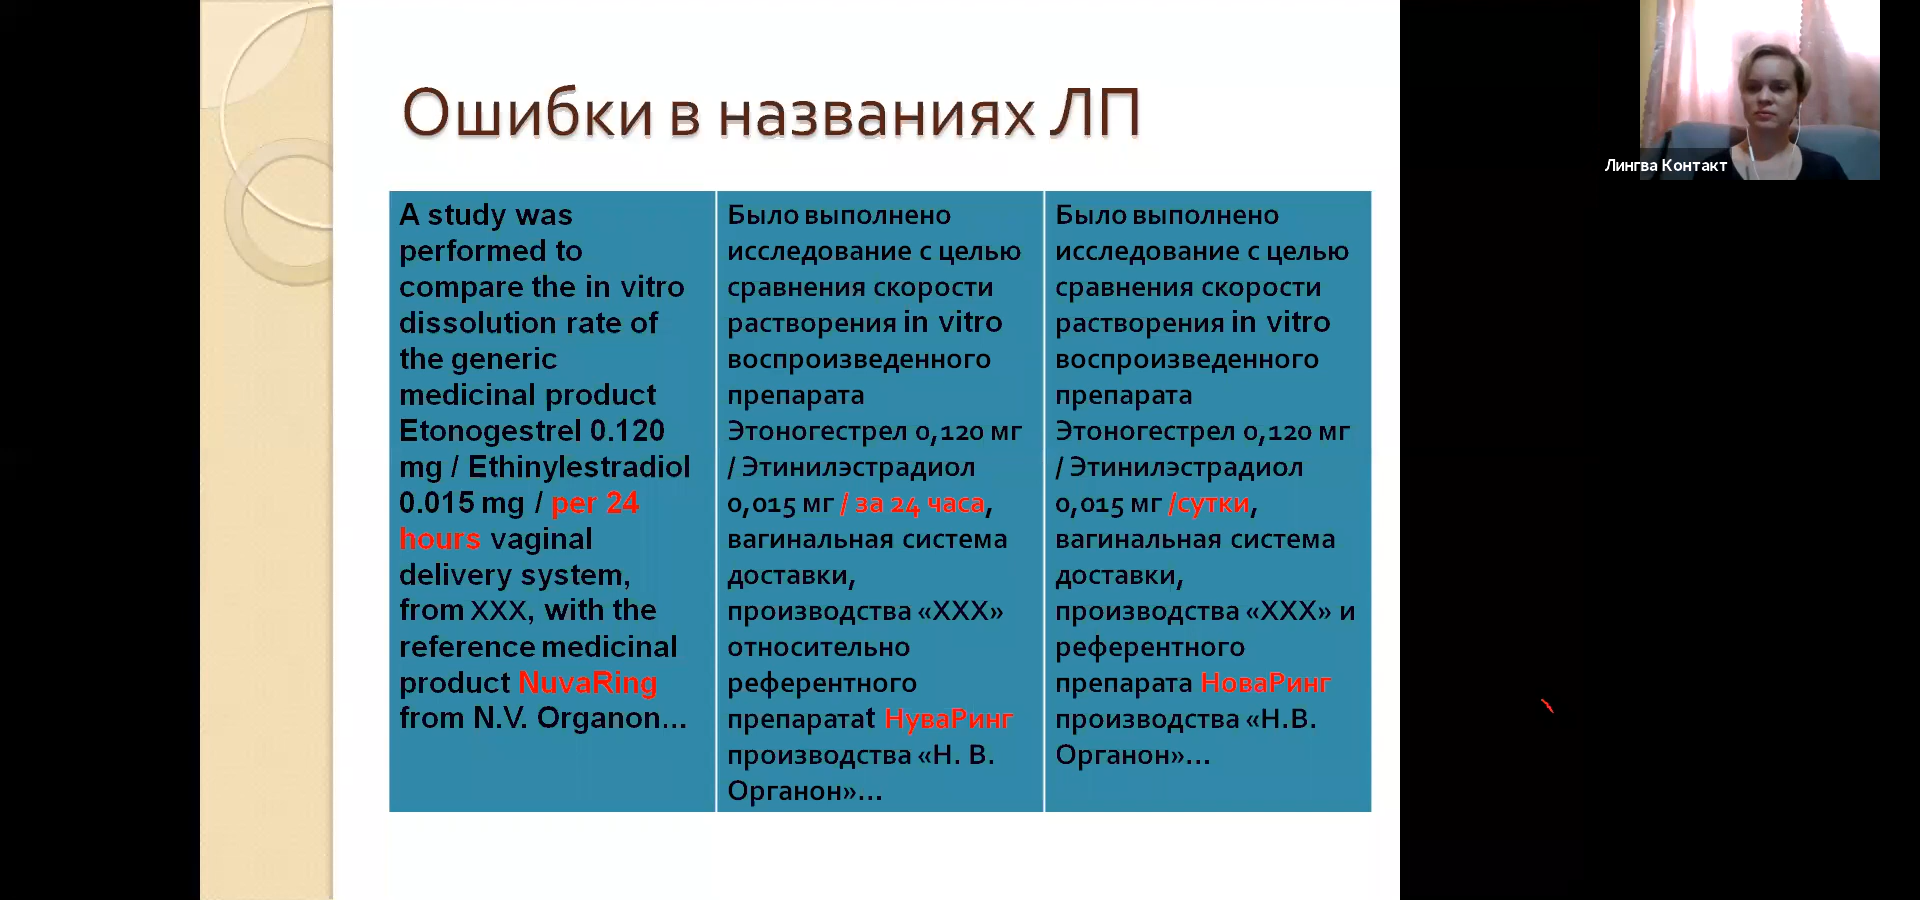 Ошибки в названиях ЛП
Лингва Контакт
A study was
performed to
compare the in vitro
dissolution rate of
the generic
medicinal product
Etonogestrel 0.120
mg / Ethinylestradiol
0.015 mg / per 24
hours vaginal
delivery system,
from XXX, with the
reference medicinal
product NuvaRing
from N.V. Organon...
Было выполнено
исследование с целью
сравнения скорости
растворения in vitro
воспроизведенного
препарата
Этоногестрел 0,120 мг
/ Этинилэстрадиол
0,015 мг / за 24 часа,
вагинальная система
доставки,
производства «XXX»
относительно
референтного
препаратat НуваРинг
производства «Н. В.
Органон»...
Было выполнено
исследование с целью
сравнения скорости
растворения in vitro
воспроизведенного
препарата
Этоногестрел 0,120 мг
/ Этинилэстрадиол
0,015 мг /сутки,
вагинальная система
доставки,
производства «XXX» и
референтного
препарата НоваРинг
производства «Н.В.
Органон»...